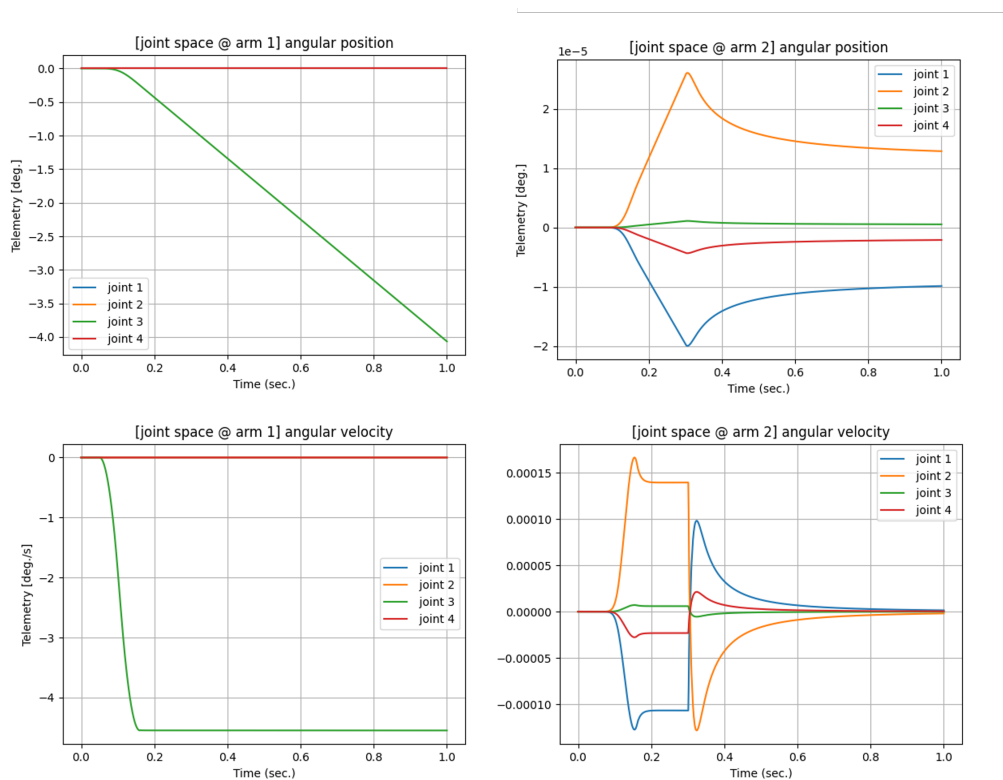 [joint space @ arm 1] angular position
Telemetry [deg.]
0.0
−0.5
−1.0
−1.5
−2.0
−2.5
−3.0
−3.5
−4.0
joint 1
joint 2
joint 3
joint 4
0.0 0.2 0.4 0.6 0.8 1.0
Time (sec.)
[joint space @ arm 2] angular position
1e−5
Telemetry [deg.]
2
1
0
−1
−2
joint 1
joint 2
joint 3
joint 4
0.0 0.2 0.4 0.6 0.8 1.0
Time (sec.)
[joint space @ arm 1] angular velocity
Telemetry [deg./s]
0
−1
−2
−3
−4
joint 1
joint 2
joint 3
joint 4
0.0 0.2 0.4 0.6 0.8 1.0
Time (sec.)
[joint space @ arm 2] angular velocity
0.00015
0.00010
0.00005
0.00000
−0.00005
−0.00010
joint 1
joint 2
joint 3
joint 4
0.0 0.2 0.4 0.6 0.8 1.0
Time (sec.)